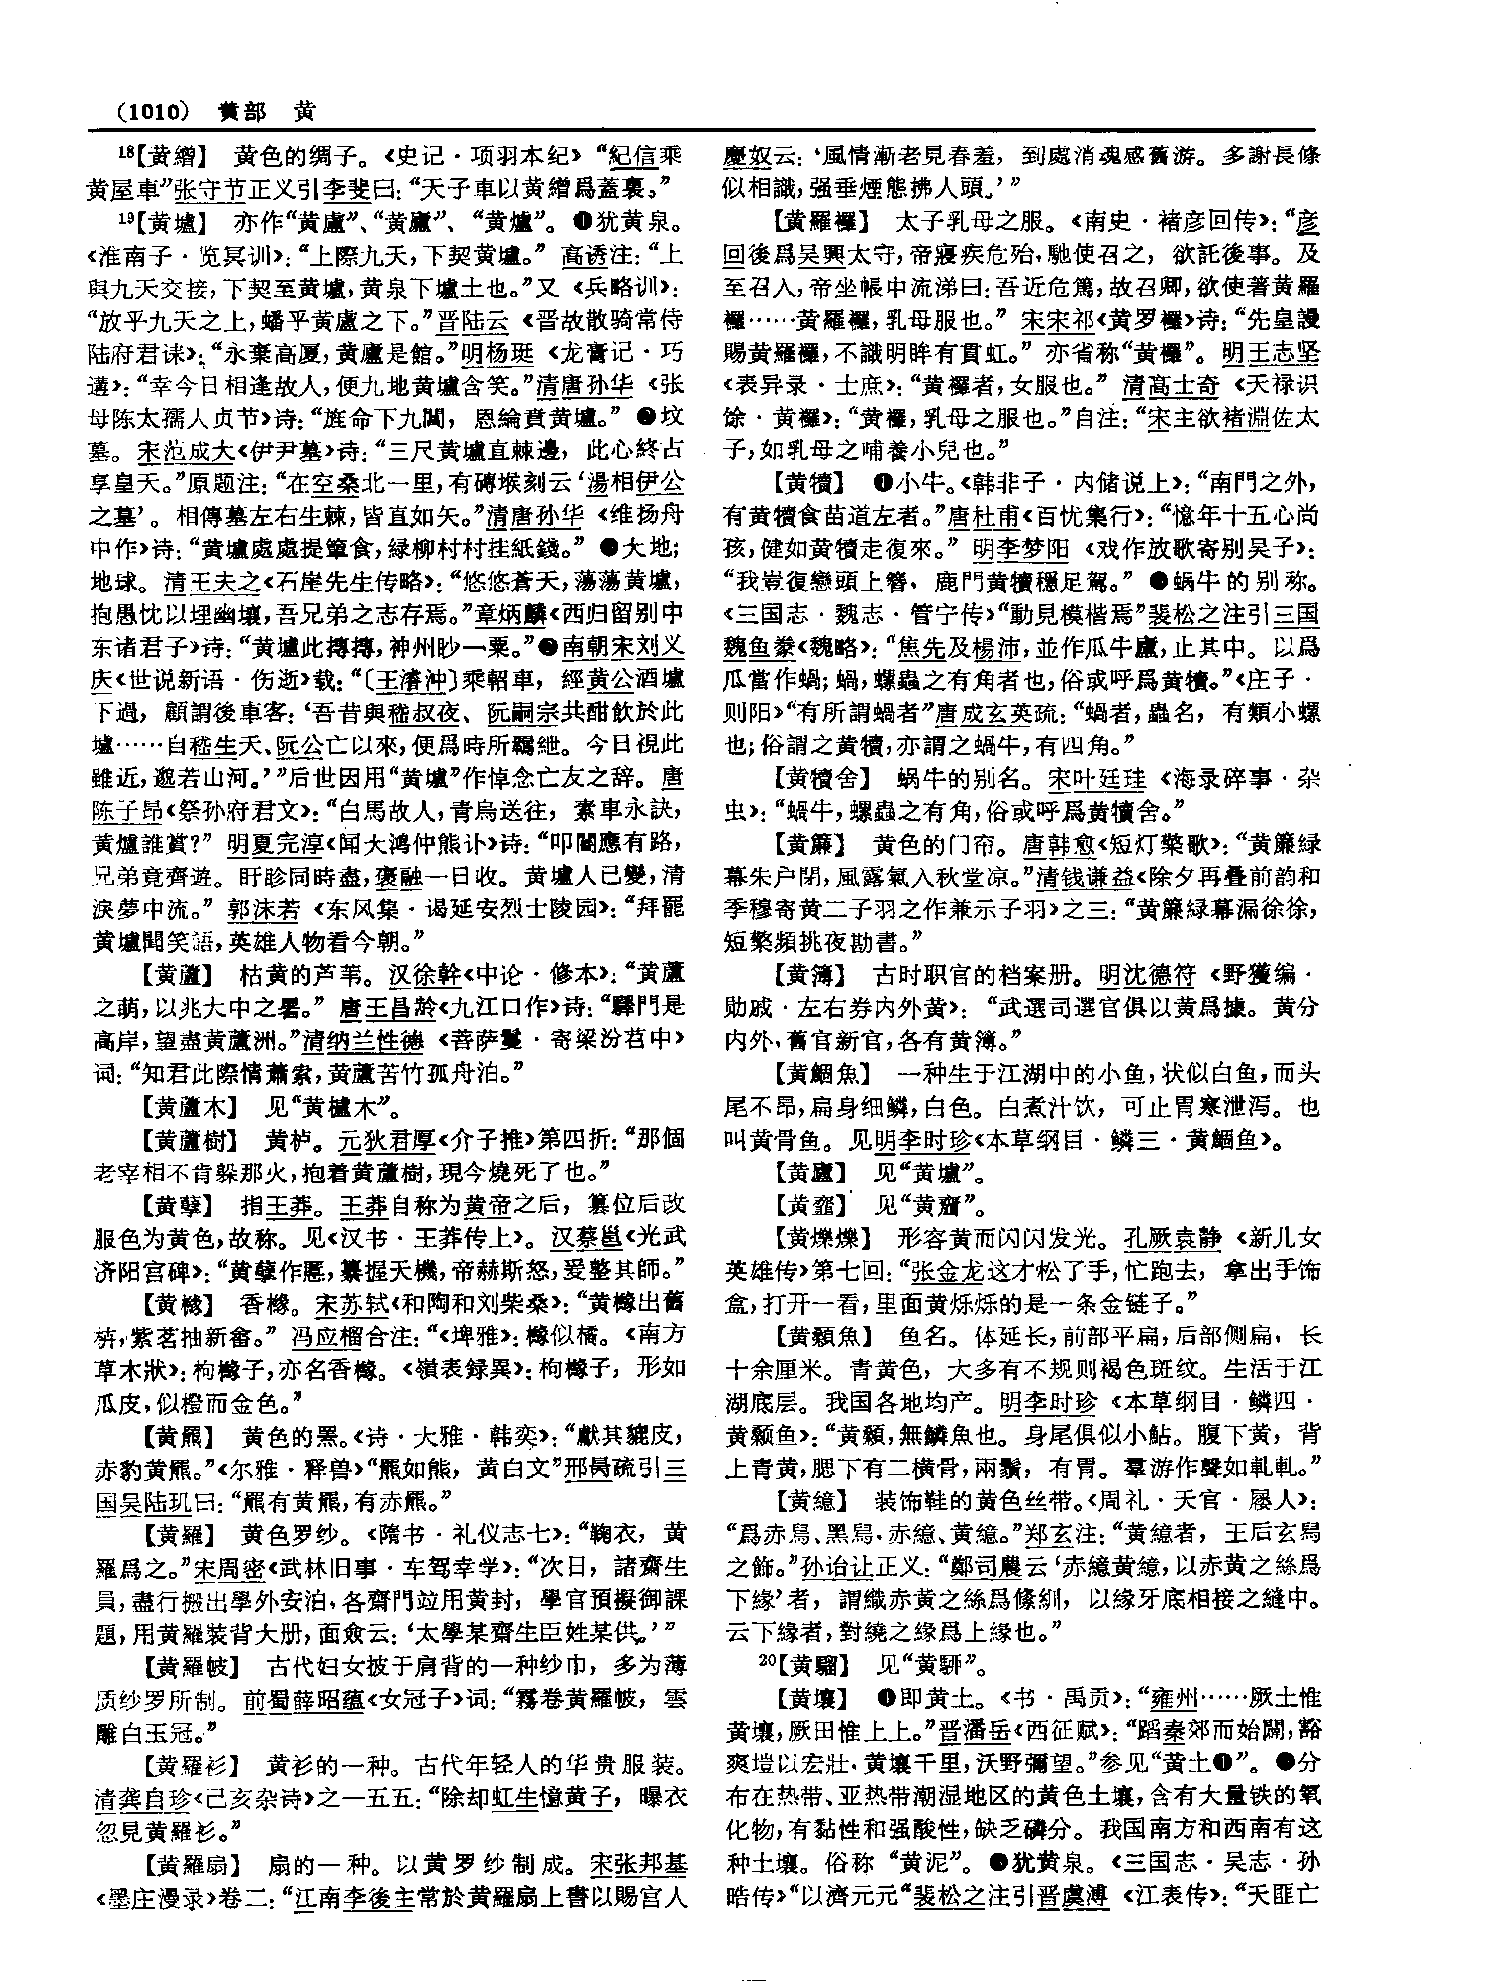 (1010) 黄部 黄
18【黄繒】 黄色的绸子。《史记·项羽本纪》“紀信乘
黄屋車”张守节正义引李斐曰：“天子車以黄繒爲蓋裏。”
19【黄壚】 亦作“黄盧”、“黄廬”、“黄爐”。❶犹黄泉。
《淮南子·览冥训》：“上際九天，下契黄壚。” 高诱注：“上
與九天交接，下契至黄壚，黄泉下壚土也。”又《兵略训》：
“放乎九天之上，蟠乎黄盧之下。”晋陆云《晋故散骑常侍
陆府君诔》：“永棄高厦，黄廬是館。”明杨珽《龙膏记·巧
遘》：“幸今日相逢故人，便九地黄壚含笑。”清唐孙华《张
母陈太孺人贞节》诗：“旌命下九閶，恩綸賁黄壚。” ❷坟
墓。宋范成大《伊尹墓》诗：“三尺黄壚直棘邊，此心終古
享皇天。”原题注：“在空桑北一里，有磚堠刻云‘湯相伊公
之墓’。相傳墓左右生棘，皆直如矢。”清唐孙华《维扬舟
中作》诗：“黄壚處處提簞食，緑柳村村挂紙錢。” ❸大地；
地球。清王夫之《石崖先生传略》：“悠悠蒼天，蕩蕩黄壚，
抱愚忱以埋幽壤，吾兄弟之志存焉。”章炳麟《西归留别中
东诸君子》诗：“黄壚此摶摶，神州眇一粟。”❹南朝宋刘义
庆《世说新语·伤逝》载：“〔王濬沖〕乘軺車，經黄公酒壚
下過，顧謂後車客：‘吾昔與嵇叔夜、阮嗣宗共酣飲於此
壚……自嵇生夭、阮公亡以來，便爲時所羈紲。今日視此
雖近，邈若山河。’”后世因用“黄壚”作悼念亡友之辞。唐
陈子昂《祭孙府君文》：“白馬故人，青烏送往，素車永訣，
黄爐誰賞？” 明夏完淳《闻大鸿仲熊讣》诗：“叩閽應有路，
兄弟竟齊遊。盱眙同時盡，褒融一日收。黄壚人已變，清
淚夢中流。” 郭沫若《东风集·谒延安烈士陵园》：“拜罷
黄壚聞笑語，英雄人物看今朝。”
【黄蘆】 枯黄的芦苇。汉徐幹《中论·修本》：“黄蘆
之萌，以兆大中之暑。” 唐王昌龄《九江口作》诗：“驛門是
高岸，望盡黄蘆洲。”清纳兰性德《菩萨鬘·寄梁汾苕中》
词：“知君此際情蕭索，黄蘆苦竹孤舟泊。”
【黄蘆木】 见“黄櫨木”。
【黄蘆樹】 黄栌。元狄君厚《介子推》第四折：“那個
老宰相不肯躲那火，抱着黄蘆樹，現今燒死了也。”
【黄孽】 指王莽。王莽自称为黄帝之后，篡位后改
服色为黄色，故称。见《汉书·王莽传上》。汉蔡邕《光武
济阳宫碑》：“黄孽作慝，纂握天機，帝赫斯怒，爰整其師。”
【黄櫞】 香橼。宋苏轼《和陶和刘柴桑》：“黄櫞出舊
枿，紫茗抽新畬。” 冯应榴合注：“《埤雅》：櫞似橘。《南方
草木狀》：枸櫞子，亦名香櫞。《嶺表録異》：枸櫞子，形如
瓜皮，似橙而金色。”
【黄羆】 黄色的罴。《诗·大雅·韩奕》：“獻其貔皮，
赤豹黄羆。”《尔雅·释兽》“羆如熊，黄白文”邢昺疏引三
国吴陆玑曰：“羆有黄羆，有赤羆。”
【黄羅】 黄色罗纱。《隋书·礼仪志七》：“鞠衣，黄
羅爲之。”宋周密《武林旧事·车驾幸学》：“次日，諸齋生
員，盡行搬出學外安泊，各齋門竝用黄封，學官預擬御課
題，用黄羅装背大册，面僉云：‘太學某齋生臣姓某供。’”
【黄羅帔】 古代妇女披于肩背的一种纱巾，多为薄
质纱罗所制。前蜀薛昭蕴《女冠子》词：“霧卷黄羅帔，雲
雕白玉冠。”
【黄羅衫】 黄衫的一种。古代年轻人的华贵服装。
清龚自珍《己亥杂诗》之一五五：“除却虹生憶黄子，曝衣
忽見黄羅衫。”
【黄羅扇】 扇的一种。以黄罗纱制成。宋张邦基
《墨庄漫录》卷二：“江南李後主常於黄羅扇上書以賜宫人
慶奴云：‘風情漸老見春羞，到處消魂感舊游。多謝長條
似相識，强垂煙態拂人頭。’”
【黄羅襬】 太子乳母之服。《南史·褚彦回传》：“彦
回後爲吴興太守，帝寢疾危殆，馳使召之，欲託後事。及
至召入，帝坐帳中流涕曰：吾近危篤，故召卿，欲使著黄羅
襬……黄羅襬，乳母服也。” 宋宋祁《黄罗襬》诗：“先皇謾
賜黄羅襬，不識明眸有貫虹。” 亦省称“黄襬”。明王志坚
《表异录·士庶》：“黄襬者，女服也。” 清高士奇《天禄识
馀·黄襬》：“黄襬，乳母之服也。”自注：“宋主欲褚淵佐太
子，如乳母之哺養小兒也。”
【黄犢】 ❶小牛。《韩非子·内储说上》：“南門之外，
有黄犢食苗道左者。”唐杜甫《百忧集行》：“憶年十五心尚
孩，健如黄犢走復來。” 明李梦阳《戏作放歌寄别吴子》：
“我豈復戀頭上簪，鹿門黄犢穩足駕。” ❷蜗牛的别称。
《三国志·魏志·管宁传》“動見模楷焉”裴松之注引三国
魏鱼豢《魏略》：“焦先及楊沛，並作瓜牛廬，止其中。以爲
瓜當作蝸；蝸，螺蟲之有角者也，俗或呼爲黄犢。”《庄子·
则阳》“有所謂蝸者”唐成玄英疏：“蝸者，蟲名，有類小螺
也；俗謂之黄犢，亦謂之蝸牛，有四角。”
【黄犢舍】 蜗牛的别名。宋叶廷珪《海录碎事·杂
虫》：“蝸牛，螺蟲之有角，俗或呼爲黄犢舍。”
【黄簾】 黄色的门帘。唐韩愈《短灯檠歌》：“黄簾緑
幕朱户閉，風露氣入秋堂凉。”清钱谦益《除夕再叠前韵和
季穆寄黄二子羽之作兼示子羽》之三：“黄簾緑幕漏徐徐，
短檠頻挑夜勘書。”
【黄簿】 古时职官的档案册。明沈德符《野獲编·
勋戚·左右券内外黄》：“武選司選官俱以黄爲據。黄分
内外，舊官新官，各有黄簿。”
【黄鯝魚】 一种生于江湖中的小鱼，状似白鱼，而头
尾不昂，扁身细鳞，白色。白煮汁饮，可止胃寒泄泻。也
叫黄骨鱼。见明李时珍《本草纲目·鳞三·黄鲴鱼》。
【黄廬】 见“黄壚”。
【黄韲】 见“黄齏”。
【黄爍爍】 形容黄而闪闪发光。孔厥袁静《新儿女
英雄传》第七回：“张金龙这才松了手，忙跑去，拿出手饰
盒，打开一看，里面黄烁烁的是一条金链子。”
【黄顙魚】 鱼名。体延长，前部平扁，后部侧扁，长
十余厘米。青黄色，大多有不规则褐色斑纹。生活于江
湖底层。我国各地均产。明李时珍《本草纲目·鳞四·
黄颡鱼》：“黄顙，無鱗魚也。身尾俱似小鮎。腹下黄，背
上青黄，腮下有二横骨，兩鬚，有胃。羣游作聲如軋軋。”
【黄繶】 装饰鞋的黄色丝带。《周礼·天官·屦人》：
“爲赤舄、黑舄，赤繶、黄繶。”郑玄注：“黄繶者，王后玄舄
之飾。”孙诒让正义：“鄭司農云‘赤繶黄繶，以赤黄之絲爲
下緣’者，謂織赤黄之絲爲絛紃，以緣牙底相接之縫中。
云下緣者，對繞之緣爲上緣也。”
20【黄騮】 见“黄駵”。
【黄壤】 ❶即黄土。《书·禹贡》：“雍州……厥土惟
黄壤，厥田惟上上。”晋潘岳《西征赋》：“蹈秦郊而始闢，豁
爽塏以宏壯，黄壤千里，沃野彌望。”参见“黄土❶”。❷分
布在热带、亚热带潮湿地区的黄色土壤，含有大量铁的氧
化物，有黏性和强酸性，缺乏磷分。我国南方和西南有这
种土壤。俗称“黄泥”。❸犹黄泉。《三国志·吴志·孙
晧传》“以濟元元”裴松之注引晋虞溥《江表传》：“天匪亡